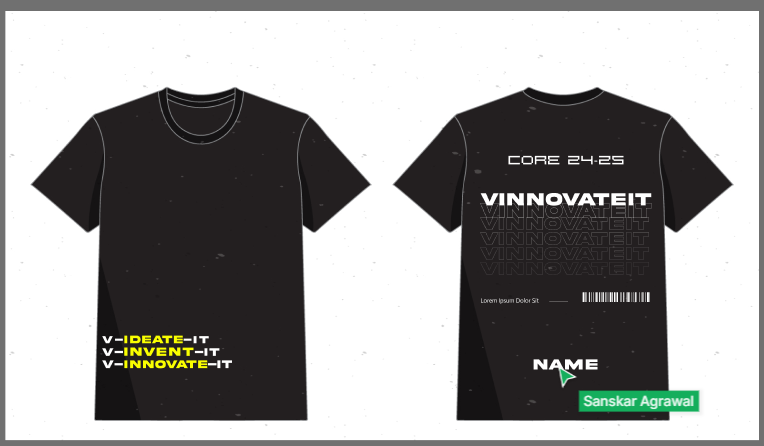 V-IDEATE-IT
V-INVENT-IT
V-INNOVATE-IT
CORE 24-25
VINNOVATEIT
VINNOVATEIT
VINNOVATEIT
VINNOVATEIT
VINNOVATEIT
VINNOVATEIT
Lorem Ipsum Dolor Sit
NAME
Sanskar Agrawal